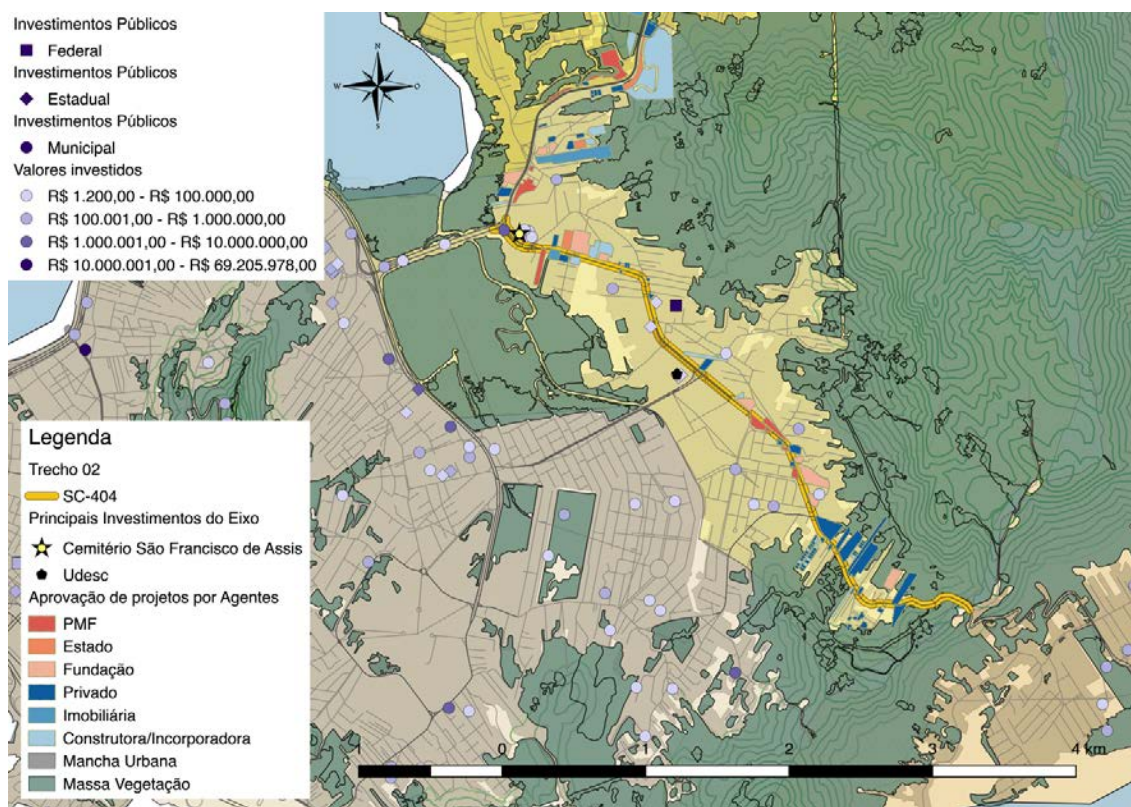 Investimentos Públicos
Federal
Investimentos Públicos
Estadual
Investimentos Públicos
Municipal
Valores investidos
R$ 1.200,00 - R$ 100.000,00
R$ 100.001,00 - R$ 1.000.000,00
R$ 1.000.001,00 - R$ 10.000.000,00
R$ 10.000.001,00 - R$ 69.205.978,00
N
W
O
S
Legenda
Trecho 02
SC-404
Principais Investimentos do Eixo
Cemitério São Francisco de Assis
Udesc
Aprovação de projetos por Agentes
PMF
Estado
Fundação
Privado
Imobiliária
Construtora/Incorporadora
Mancha Urbana
Massa Vegetação
1 0 1 2 3 4 km